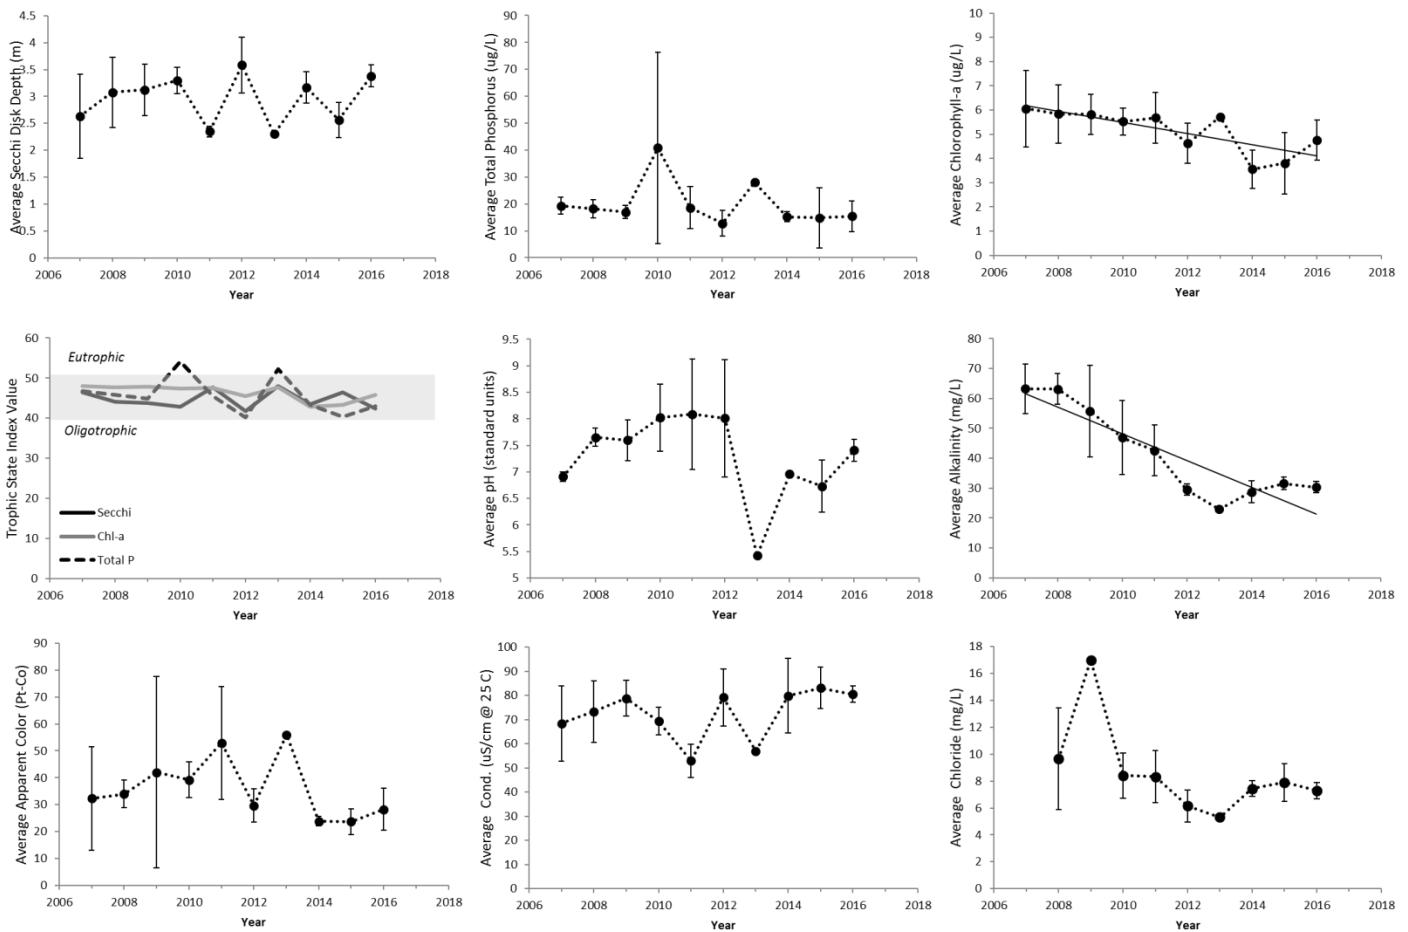 Average Secchi Disk Depth (m)
4.5
4
3.5
3
2.5
2
1.5
1
0.5
0
2006 2008 2010 2012 2014 2016 2018
Year
Average Total Phosphorus (ug/L)
90
80
70
60
50
40
30
20
10
0
2006 2008 2010 2012 2014 2016 2018
Year
Average Chlorophyll-a (ug/L)
10
9
8
7
6
5
4
3
2
1
0
2006 2008 2010 2012 2014 2016 2018
Year
Trophic State Index Value
60
50
40
30
20
10
0
Eutrophic
Oligotrophic
Secchi
Chl-a
Total P
2006 2008 2010 2012 2014 2016 2018
Year
Average pH (standard units)
9.5
9
8.5
8
7.5
7
6.5
6
5.5
5
2006 2008 2010 2012 2014 2016 2018
Year
Average Alkalinity (mg/L)
80
70
60
50
40
30
20
10
0
2006 2008 2010 2012 2014 2016 2018
Year
Average Apparent Color (Pt-Co)
90
80
70
60
50
40
30
20
10
0
2006 2008 2010 2012 2014 2016 2018
Year
Average Cond. (uS/cm @ 25 C)
100
90
80
70
60
50
40
30
20
10
0
2006 2008 2010 2012 2014 2016 2018
Year
Average Chloride (mg/L)
18
16
14
12
10
8
6
4
2
0
2006 2008 2010 2012 2014 2016 2018
Year